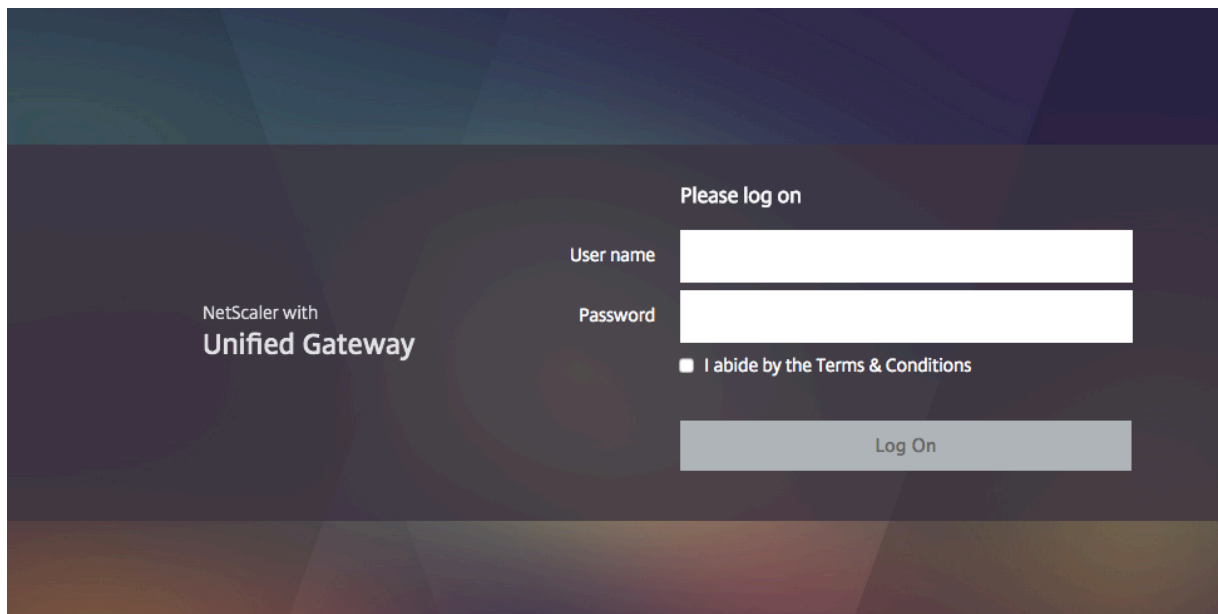 Please log on
User name
Password
NetScaler with
Unified Gateway
I abide by the Terms & Conditions
Log On